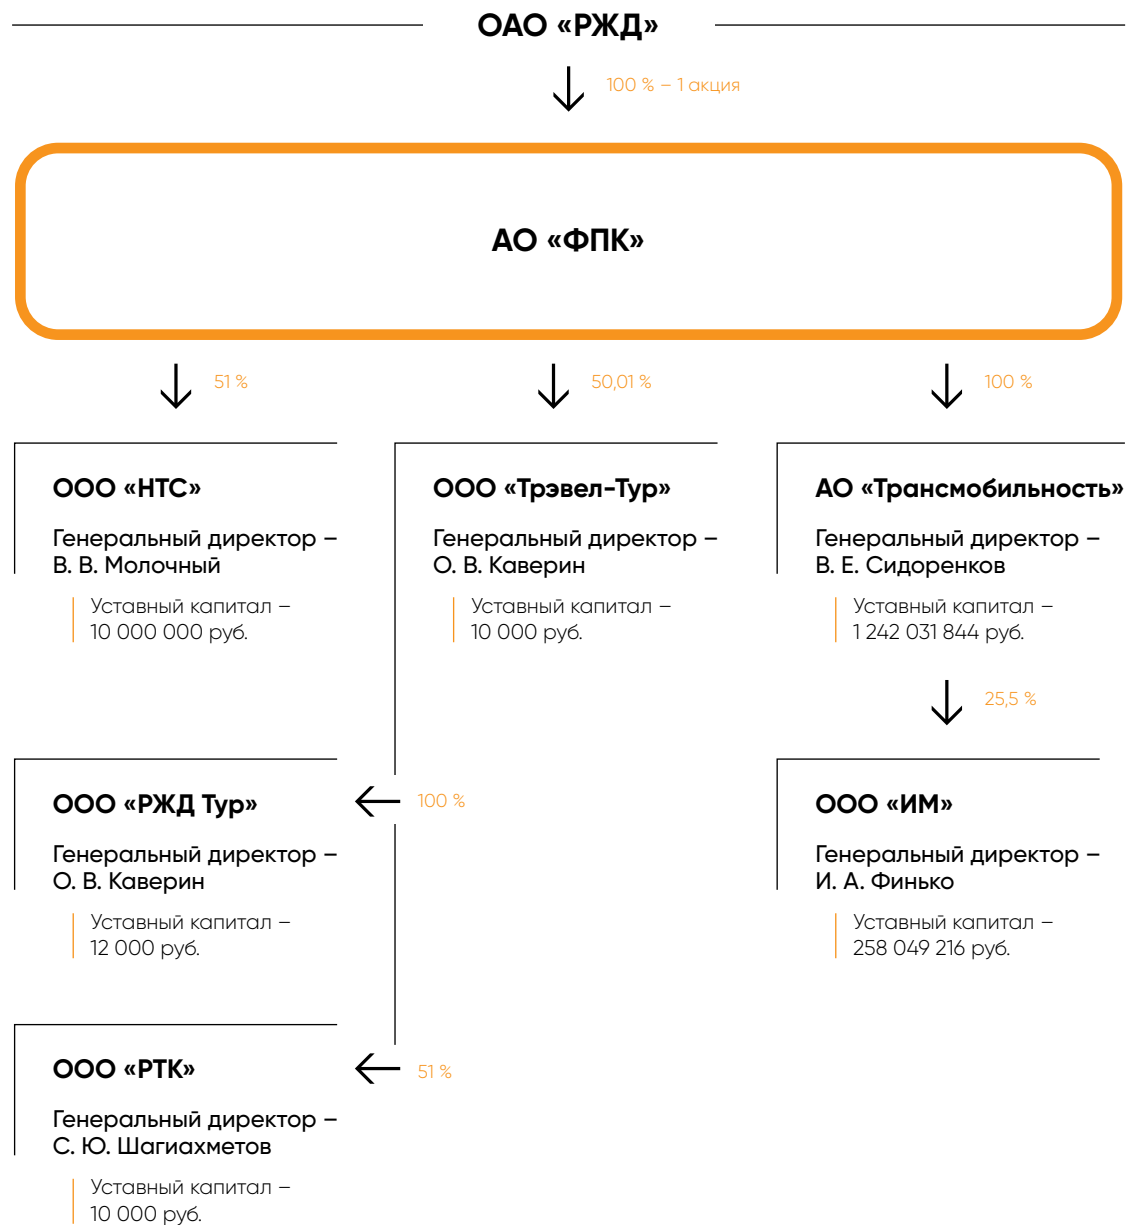 ОАО «РЖД»
100 % – 1 акция
АО «ФПК»
51 %
50,01 %
100 %
ООО «НТС»
Генеральный директор –
В. В. Молочный
Уставный капитал –
10 000 000 руб.
ООО «Трэвел-Тур»
Генеральный директор –
О. В. Каверин
Уставный капитал –
10 000 руб.
АО «Трансмобильность»
Генеральный директор –
В. Е. Сидоренков
Уставный капитал –
1 242 031 844 руб.
25,5 %
ООО «РЖД Тур»
Генеральный директор –
О. В. Каверин
Уставный капитал –
12 000 руб.
100 %
ООО «ИМ»
Генеральный директор –
И. А. Финько
Уставный капитал –
258 049 216 руб.
ООО «РТК»
Генеральный директор –
С. Ю. Шагиахметов
Уставный капитал –
10 000 руб.
51 %